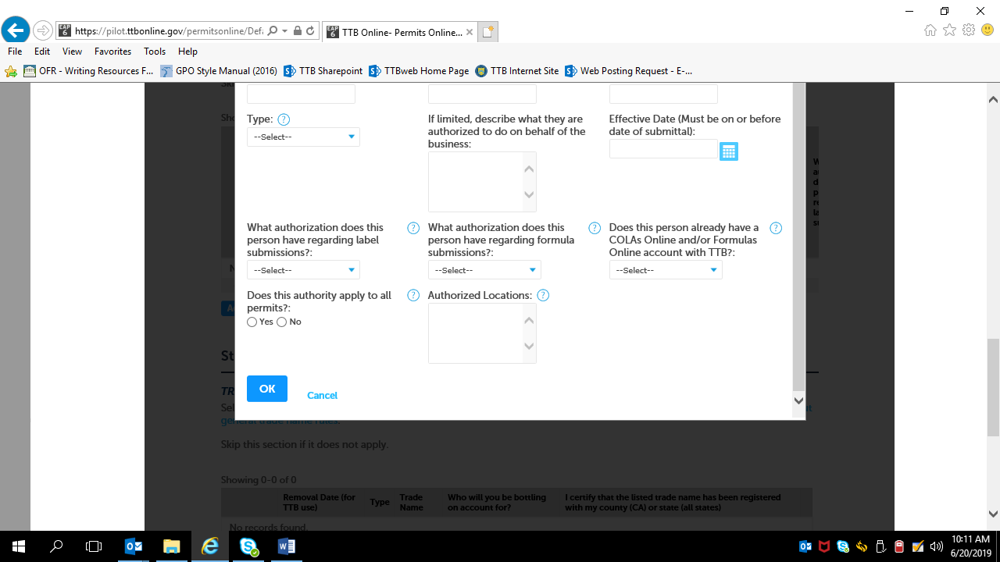 https://pilot.ttbonline.gov/permitsonline/Defa
TTB Online- Permits Online...
File Edit View Favorites Tools Help
OFR - Writing Resources F... GPO Style Manual (2016) TTB Sharepoint TTBweb Home Page TTB Internet Site Web Posting Request - E-...
Type: ?
--Select--
If limited, describe what they are
authorized to do on behalf of the
business:
Effective Date (Must be on or before
date of submittal):
What authorization does this
person have regarding label
submissions?: ?
--Select--
What authorization does this
person have regarding formula
submissions?: ?
--Select--
Does this person already have a
COLAs Online and/or Formulas
Online account with TTB?: ?
--Select--
Does this authority apply to all
permits?: ?
Yes No
Authorized Locations: ?
OK Cancel
general trade name rules.
Skip this section if it does not apply.
Showing 0-0 of 0
Removal Date (for
TTB use)
Type
Trade
Name
Who will you be bottling
on account for?
I certify that the listed trade name has been registered
with my county (CA) or state (all states)
No records found.
10:11 AM
6/20/2019